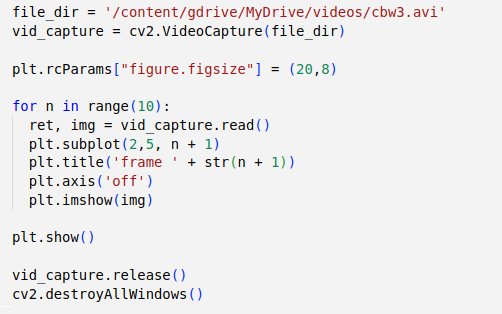 file_dir = '/content/gdrive/MyDrive/videos/cbw3.avi'
vid_capture = cv2.VideoCapture(file_dir)
plt.rcParams["figure.figsize"] = (20,8)
for n in range(10):
  ret, img = vid_capture.read()
  plt.subplot(2,5, n + 1)
  plt.title('frame ' + str(n + 1))
  plt.axis('off')
  plt.imshow(img)
plt.show()
vid_capture.release()
cv2.destroyAllWindows()